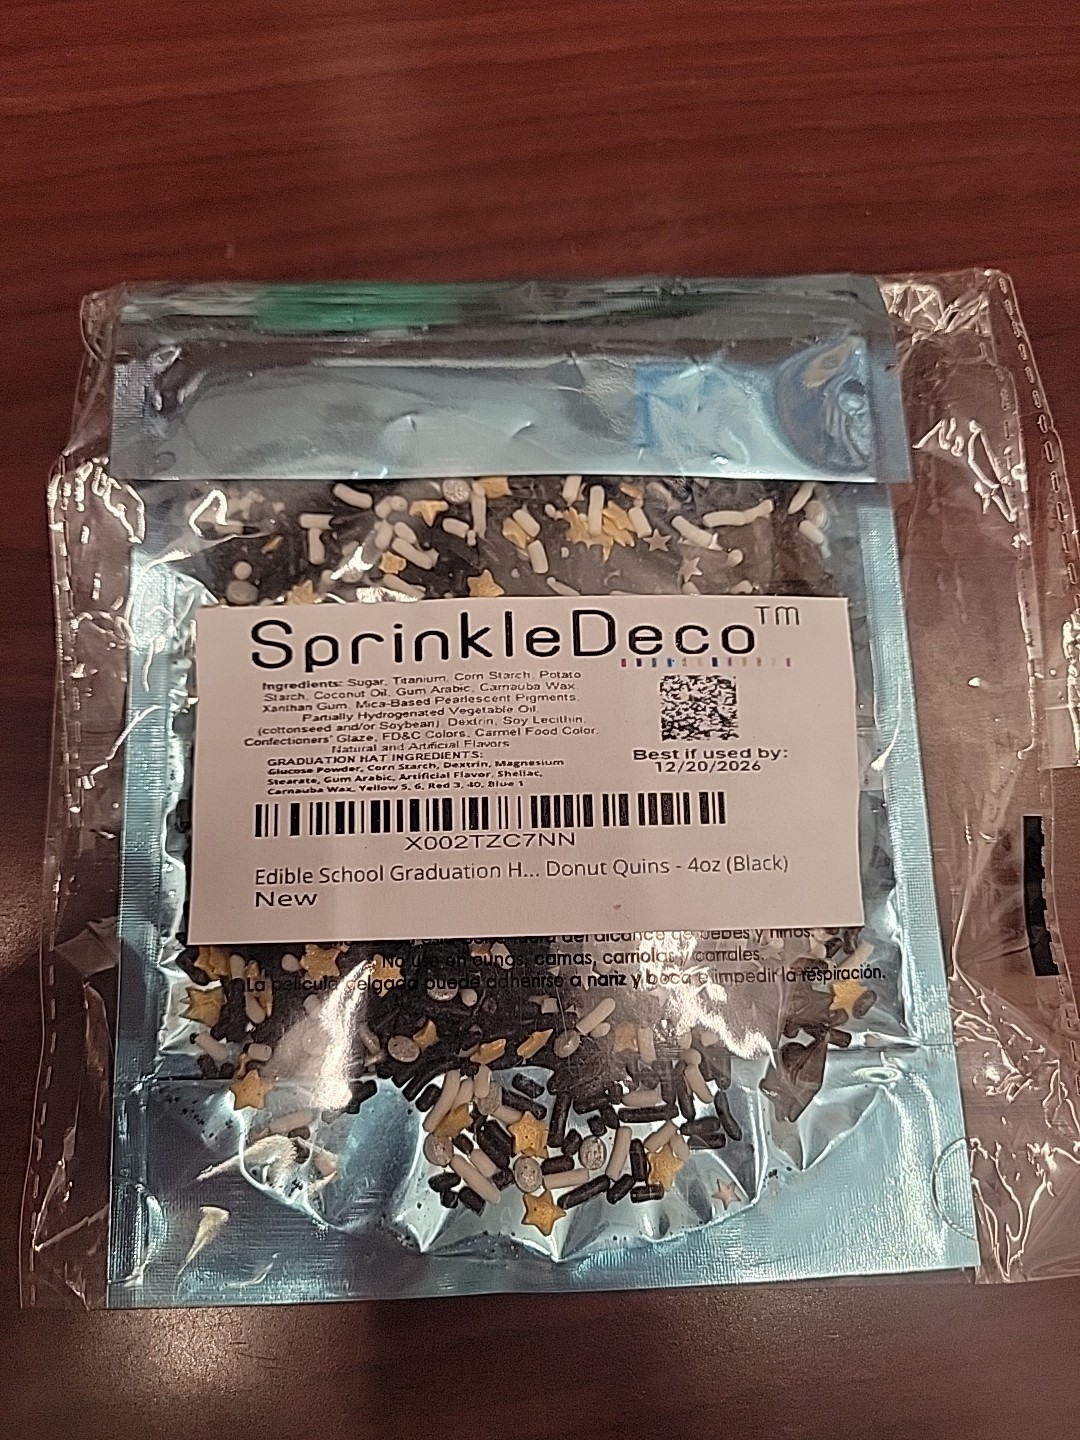 SprinkleDeco™
Ingredients: Sugar, Titanium, Corn Starch, Potato
Starch, Coconut Oil, Gum Arabic, Carnauba Wax
Xanthan Gum, Mica-Based Pearlescent Pigments,
Partially Hydrogenated Vegetable Oil
(cottonseed and/or Soybean), Dextrin, Soy Lecithin,
Confectioners' Glaze, FD&C Colors, Carmel Food Color,
Natural and Artificial Flavors
GRADUATION HAT INGREDIENTS:
Glucose Powder, Corn Starch, Dextrin, Magnesium
Stearate, Gum Arabic, Artificial Flavor, Shellac,
Carnauba Wax, Yellow 5, 6, Red 3, 40, Blue 1
Best if used by:
12/20/2026
X002TZC7NN
Edible School Graduation H... Donut Quins - 4oz (Black)
New
del alcance de bebes y niños.
No use en cunas, camas, carriolas y corrales.
La película delgada puede adherirse a nariz y boca e impedir la respiración.